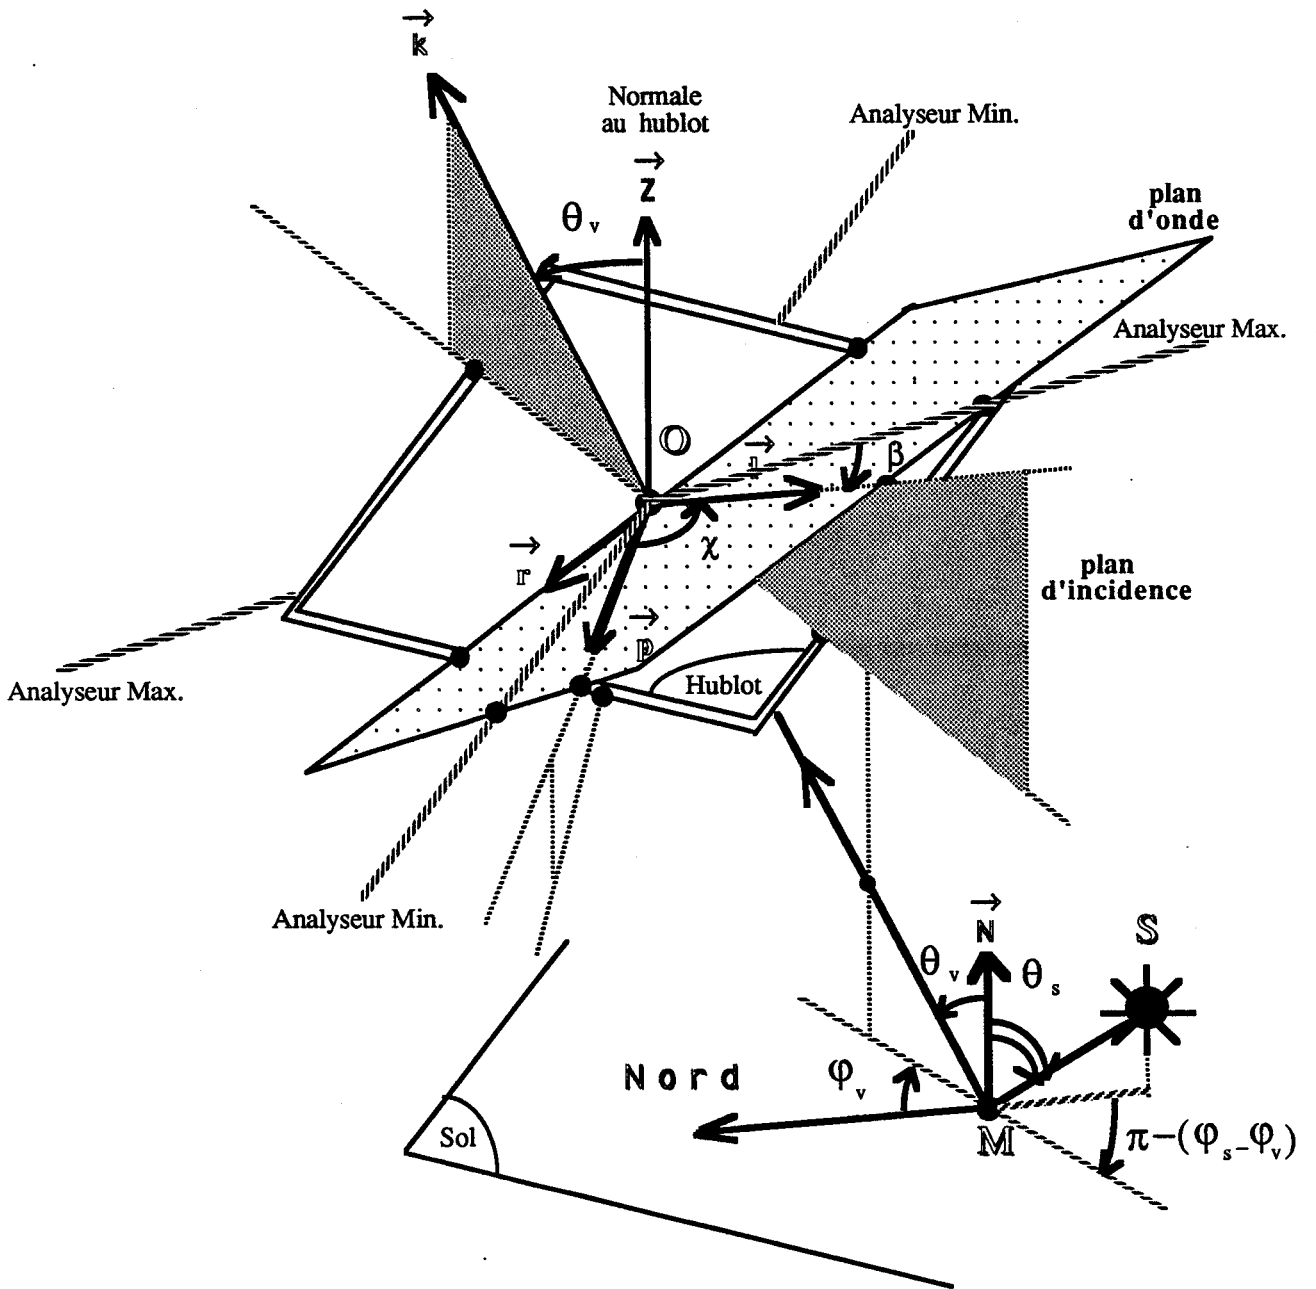 k
Normale
au hublot
Analyseur Min.
Z
plan
d'onde
θv
Analyseur Max.
O
l
β
χ
r
plan
d'incidence
p
Hublot
Analyseur Max.
Analyseur Min.
N
S
θv
θs
Nord
φv
Sol
M
π−(φs−φv)